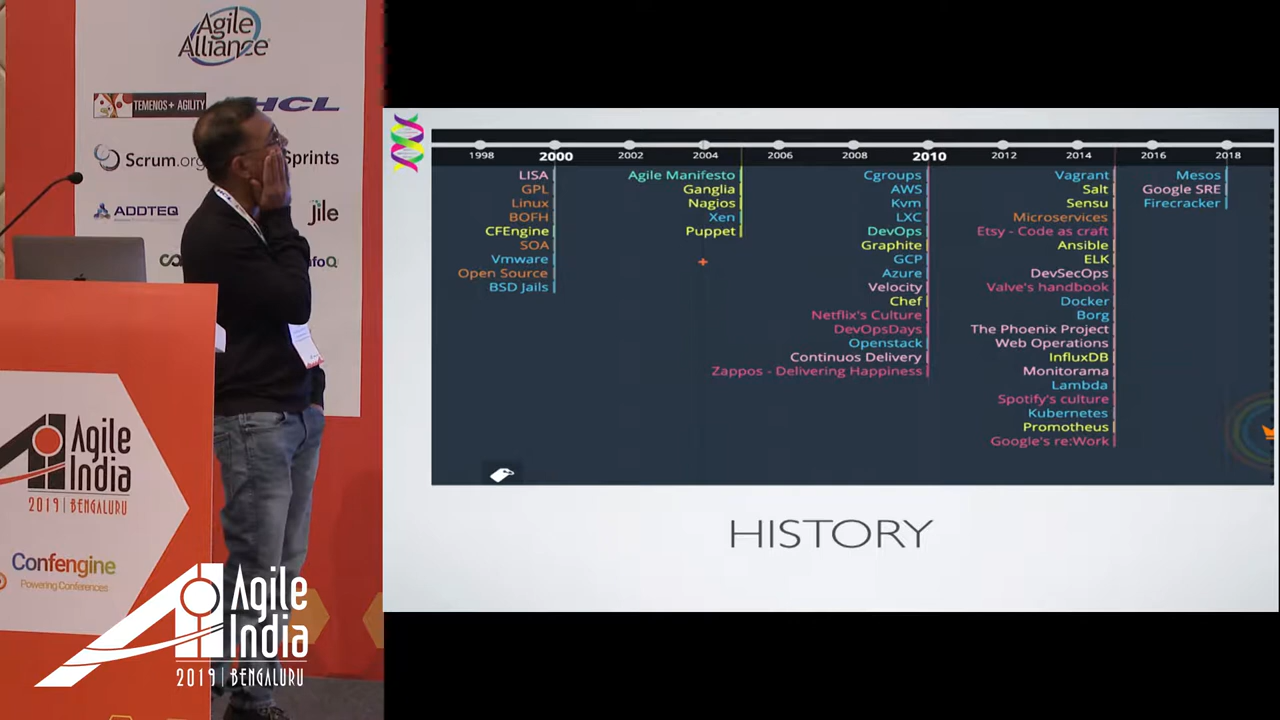 Agile
Alliance
TEMENOS + AGILITY
HCL
Scrum.org
Sprints
ADDTEQ
Jile
Agile
India
2019 | BENGALURU
Confengine
Powering Conferences
Agile
India
2019 | BENGALURU
1998 2000 2002 2004 2006 2008 2010 2012 2014 2016 2018
LISA
GPL
Linux
BOFH
CFEngine
SOA
Vmware
Open Source
BSD Jails
Agile Manifesto
Ganglia
Nagios
Xen
Puppet
Cgroups
AWS
Kvm
LXC
DevOps
Graphite
GCP
Azure
Velocity
Chef
Netflix's Culture
DevOpsDays
Openstack
Continuos Delivery
Zappos - Delivering Happiness
Vagrant
Salt
Sensu
Microservices
Etsy - Code as craft
Ansible
ELK
DevSecOps
Valve's handbook
Docker
Borg
The Phoenix Project
Web Operations
InfluxDB
Monitorama
Lambda
Spotify's culture
Kubernetes
Promotheus
Google's re:Work
Mesos
Google SRE
Firecracker
HISTORY